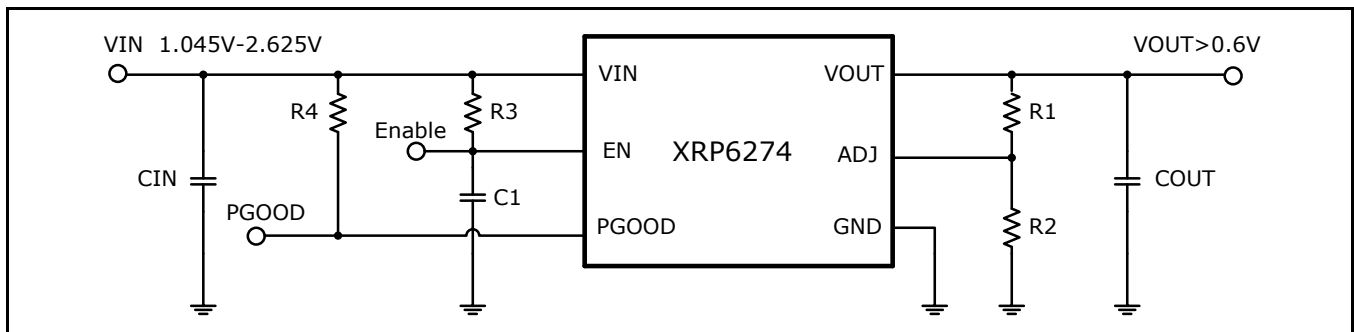 VIN 1.045V-2.625V
VOUT>0.6V
VIN
VOUT
R4
R3
R1
Enable
EN
XRP6274
ADJ
CIN
C1
COUT
PGOOD
PGOOD
GND
R2